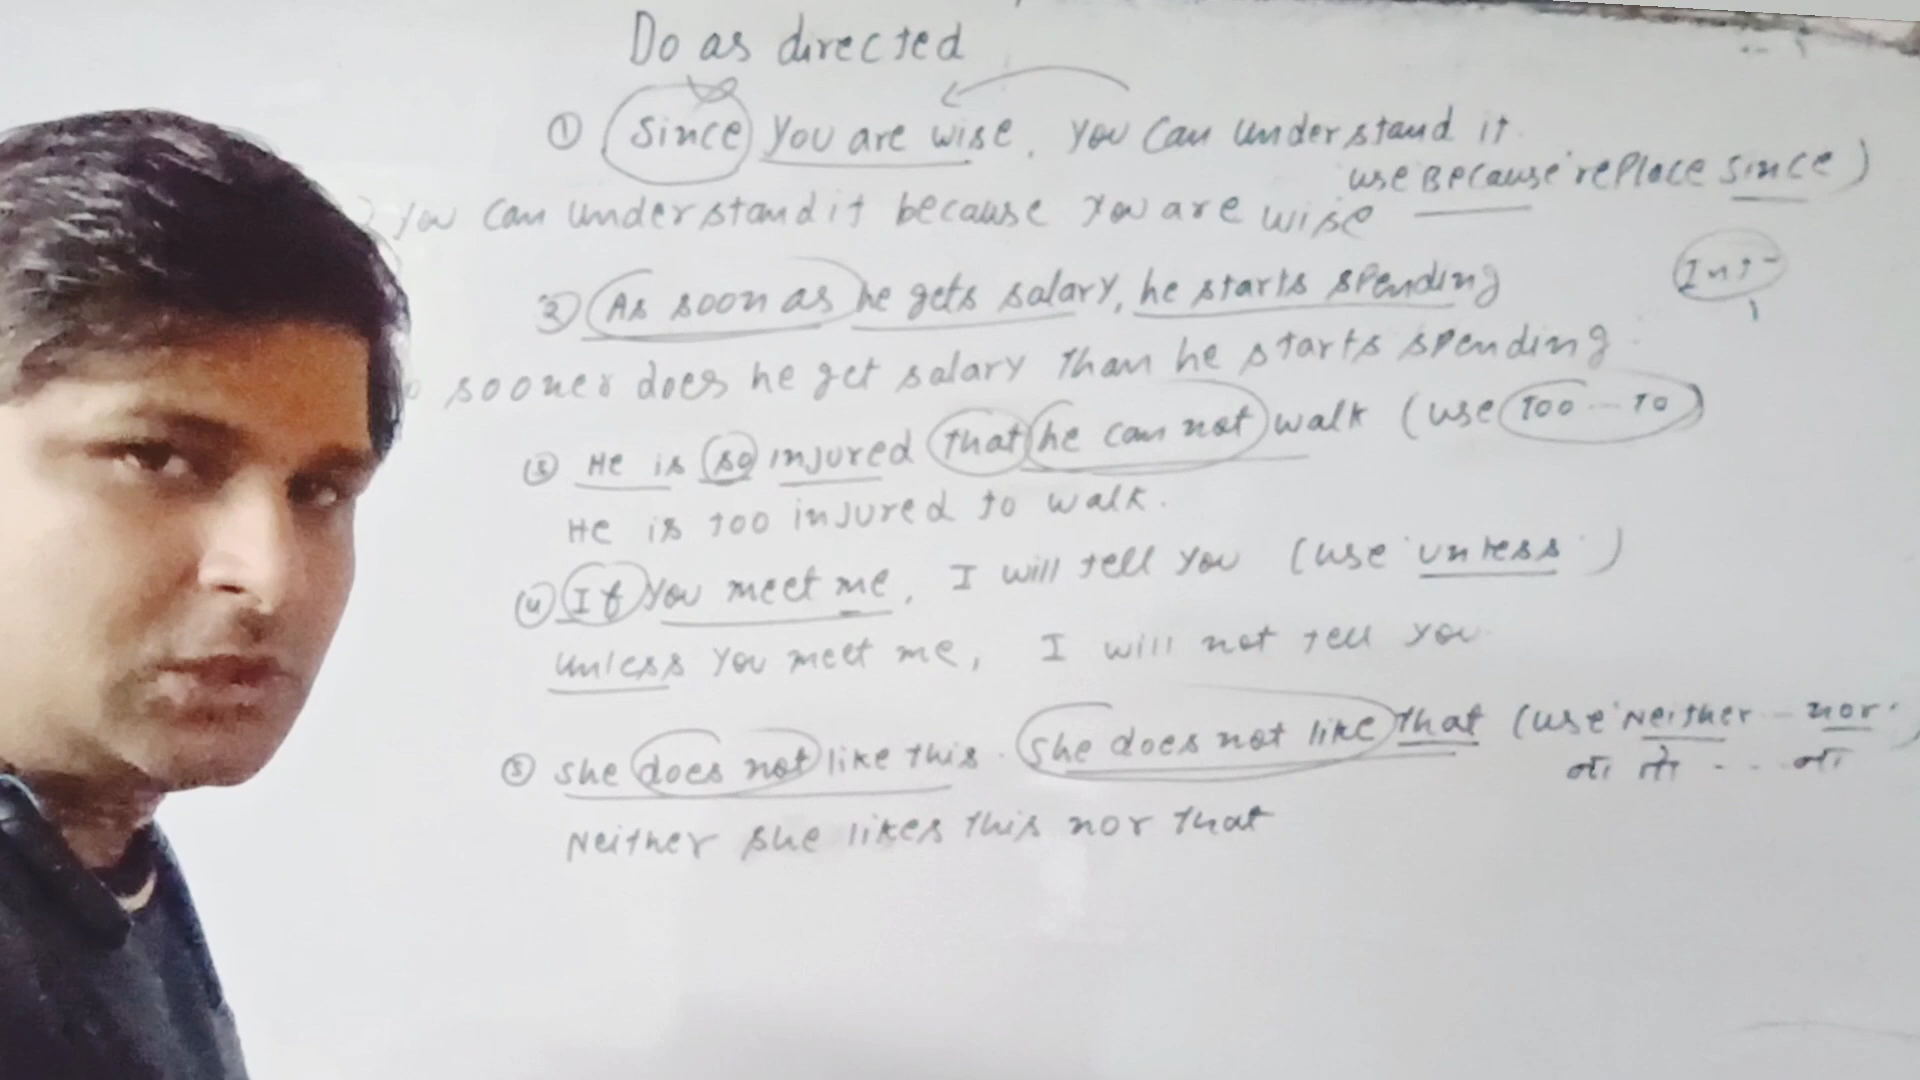 Do as directed
① Since you are wise, you can understand it
use Because replace since)
you can understand it because you are wise
② As soon as he gets salary, he starts spending
Int-
sooner does he get salary than he starts spending.
③ He is so injured that he can not walk (use Too .... To)
He is too injured to walk.
④ If you meet me, I will tell you (use 'unless')
unless you meet me, I will not tell you
⑤ she does not like this. she does not like that (use 'Neither ... nor'
ना तो ... ना
Neither she likes this nor that